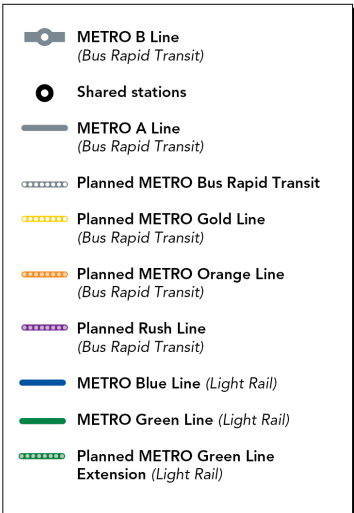 METRO B Line
(Bus Rapid Transit)
Shared stations
METRO A Line
(Bus Rapid Transit)
Planned METRO Bus Rapid Transit
Planned METRO Gold Line
(Bus Rapid Transit)
Planned METRO Orange Line
(Bus Rapid Transit)
Planned Rush Line
(Bus Rapid Transit)
METRO Blue Line (Light Rail)
METRO Green Line (Light Rail)
Planned METRO Green Line
Extension (Light Rail)